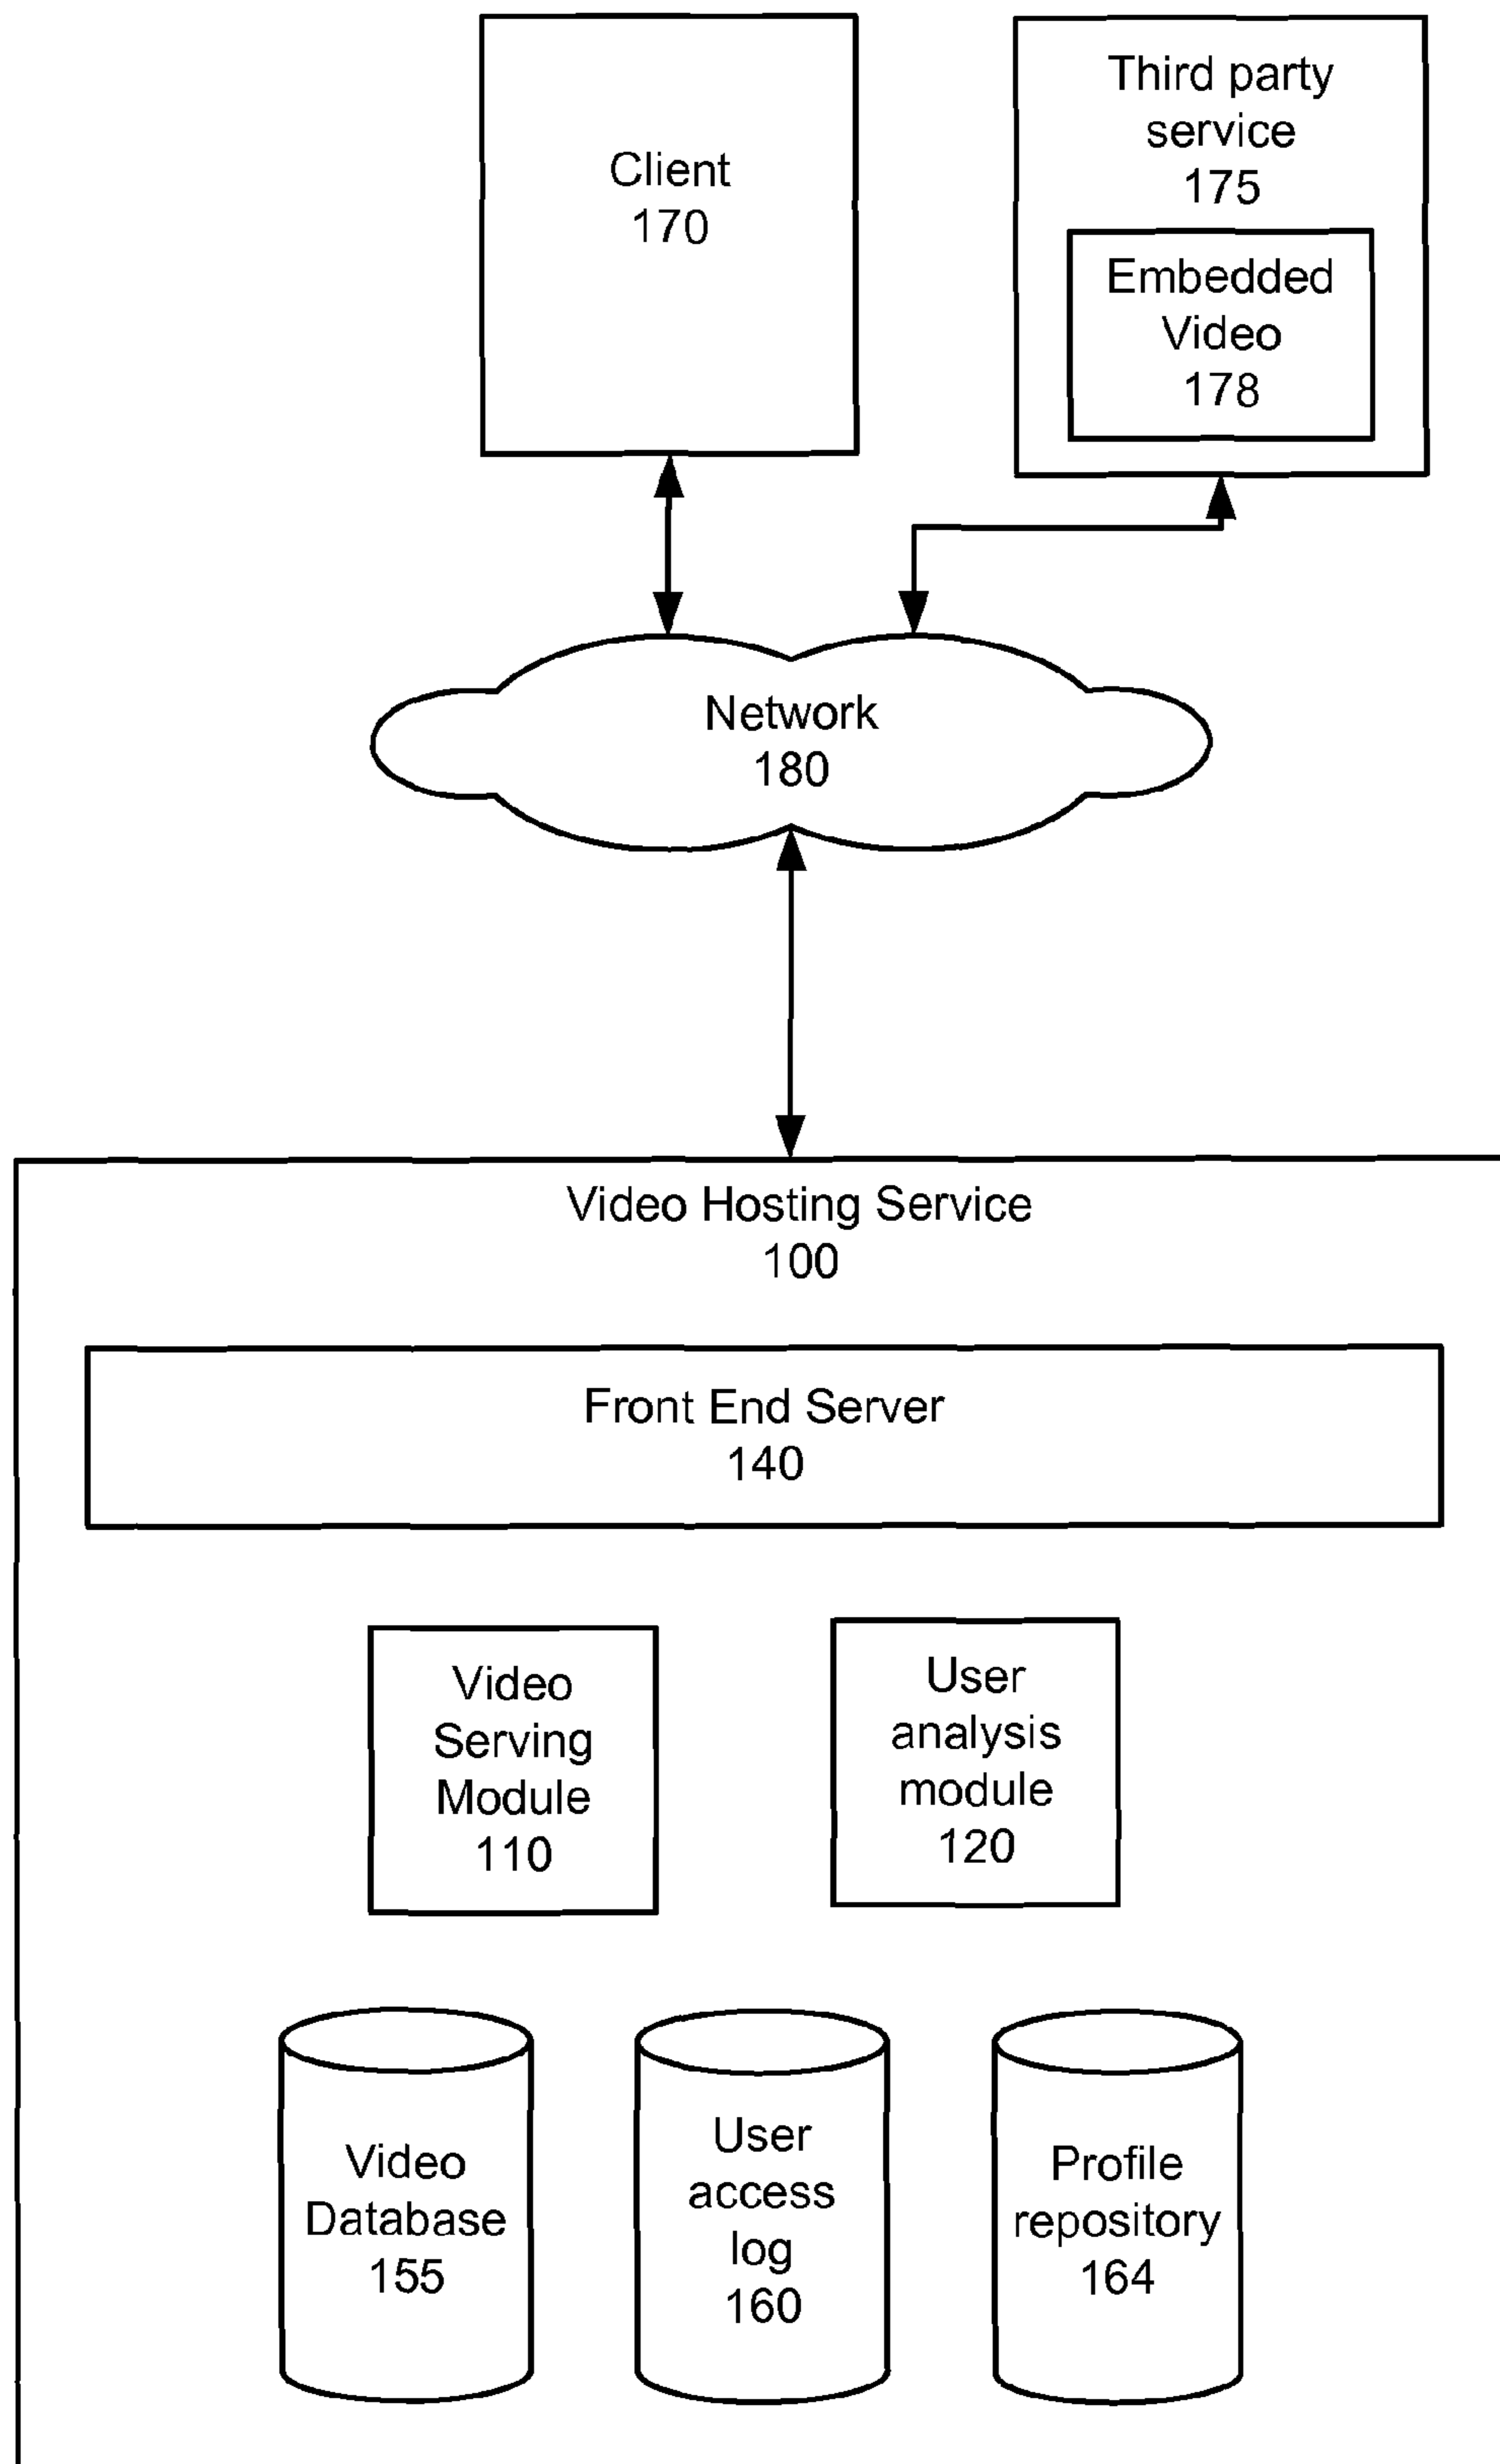 Client
170
Third party
service
175
Embedded
Video
178
Network
180
Video Hosting Service
100
Front End Server
140
Video
Serving
Module
110
User
analysis
module
120
Video
Database
155
User
access
log
160
Profile
repository
164